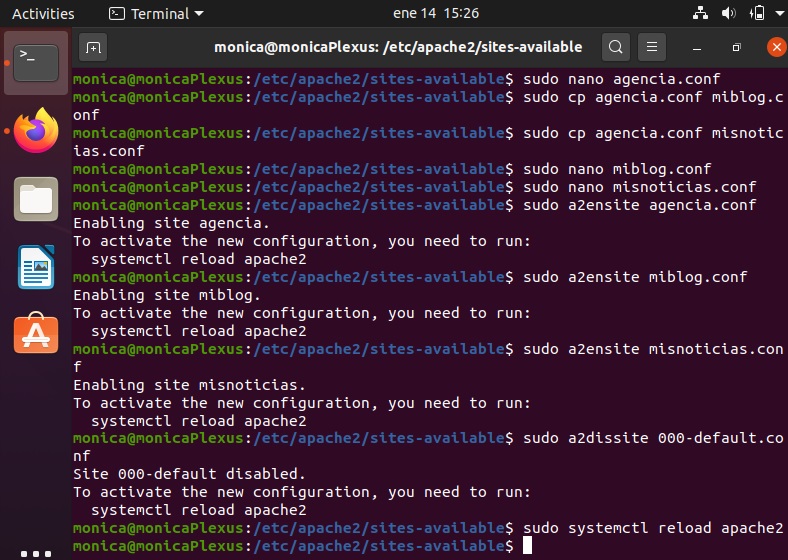 Activities
Terminal
ene 14 15:26
monica@monicaPlexus: /etc/apache2/sites-available
monica@monicaPlexus:/etc/apache2/sites-available$ sudo nano agencia.conf
monica@monicaPlexus:/etc/apache2/sites-available$ sudo cp agencia.conf miblog.c
onf
monica@monicaPlexus:/etc/apache2/sites-available$ sudo cp agencia.conf misnotic
ias.conf
monica@monicaPlexus:/etc/apache2/sites-available$ sudo nano miblog.conf
monica@monicaPlexus:/etc/apache2/sites-available$ sudo nano misnoticias.conf
monica@monicaPlexus:/etc/apache2/sites-available$ sudo a2ensite agencia.conf
Enabling site agencia.
To activate the new configuration, you need to run:
  systemctl reload apache2
monica@monicaPlexus:/etc/apache2/sites-available$ sudo a2ensite miblog.conf
Enabling site miblog.
To activate the new configuration, you need to run:
  systemctl reload apache2
monica@monicaPlexus:/etc/apache2/sites-available$ sudo a2ensite misnoticias.con
f
Enabling site misnoticias.
To activate the new configuration, you need to run:
  systemctl reload apache2
monica@monicaPlexus:/etc/apache2/sites-available$ sudo a2dissite 000-default.co
nf
Site 000-default disabled.
To activate the new configuration, you need to run:
  systemctl reload apache2
monica@monicaPlexus:/etc/apache2/sites-available$ sudo systemctl reload apache2
monica@monicaPlexus:/etc/apache2/sites-available$